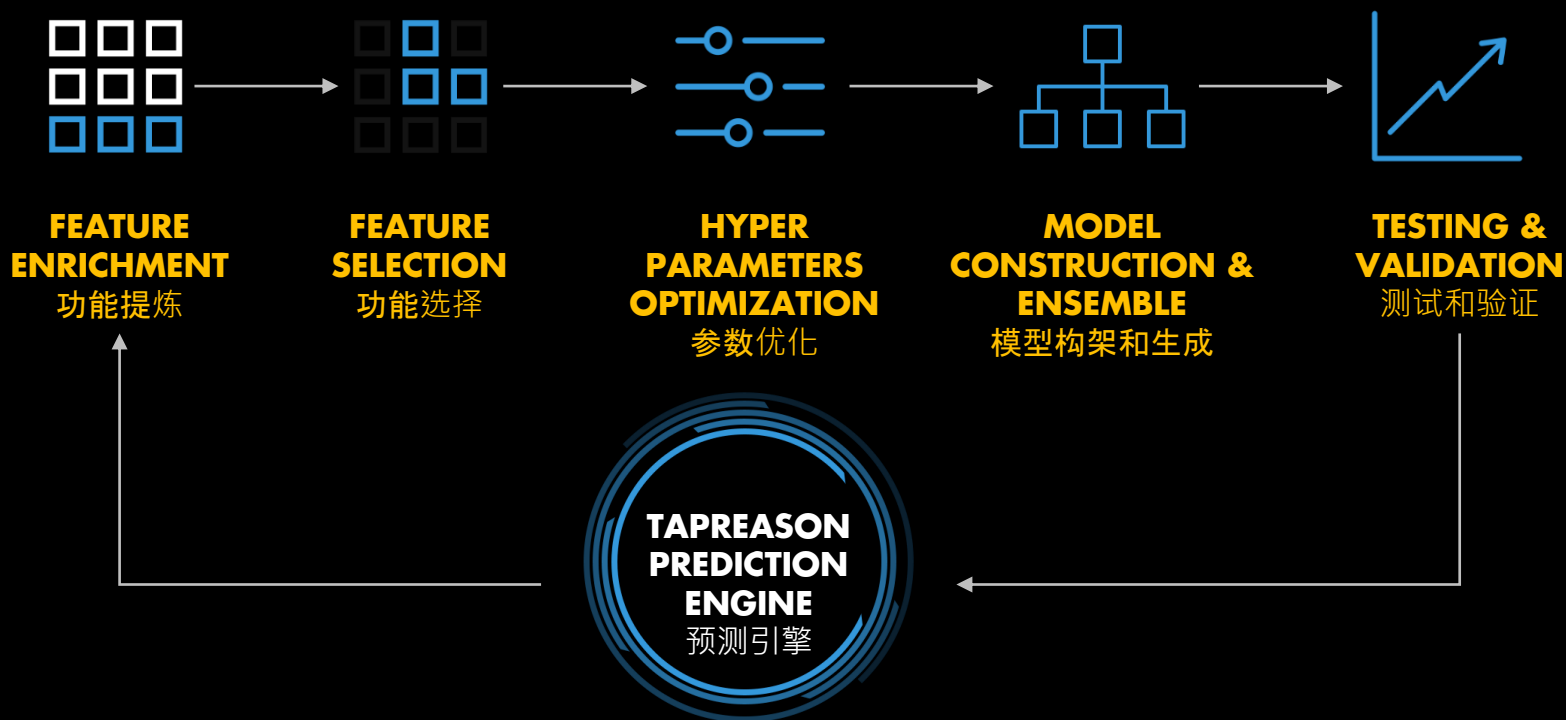 FEATURE
ENRICHMENT
功能提炼
FEATURE
SELECTION
功能选择
HYPER
PARAMETERS
OPTIMIZATION
参数优化
MODEL
CONSTRUCTION &
ENSEMBLE
模型构架和生成
TESTING &
VALIDATION
测试和验证
TAPREASON
PREDICTION
ENGINE
预测引擎